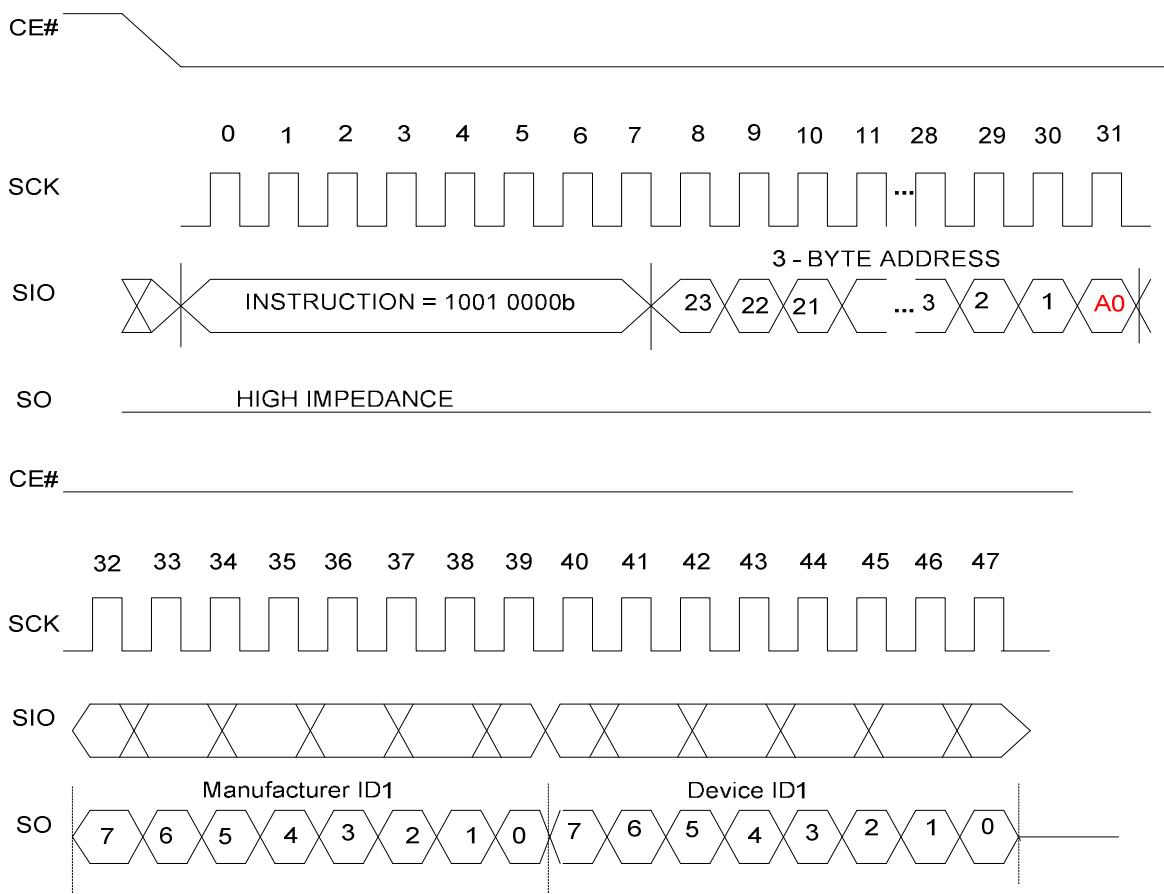 CE#
0 1 2 3 4 5 6 7 8 9 10 11 28 29 30 31
SCK ...
3 - BYTE ADDRESS
SIO INSTRUCTION = 1001 0000b 23 22 21 ... 3 2 1 A0
SO HIGH IMPEDANCE
CE#
32 33 34 35 36 37 38 39 40 41 42 43 44 45 46 47
SCK
SIO
Manufacturer ID1 Device ID1
SO 7 6 5 4 3 2 1 0 7 6 5 4 3 2 1 0